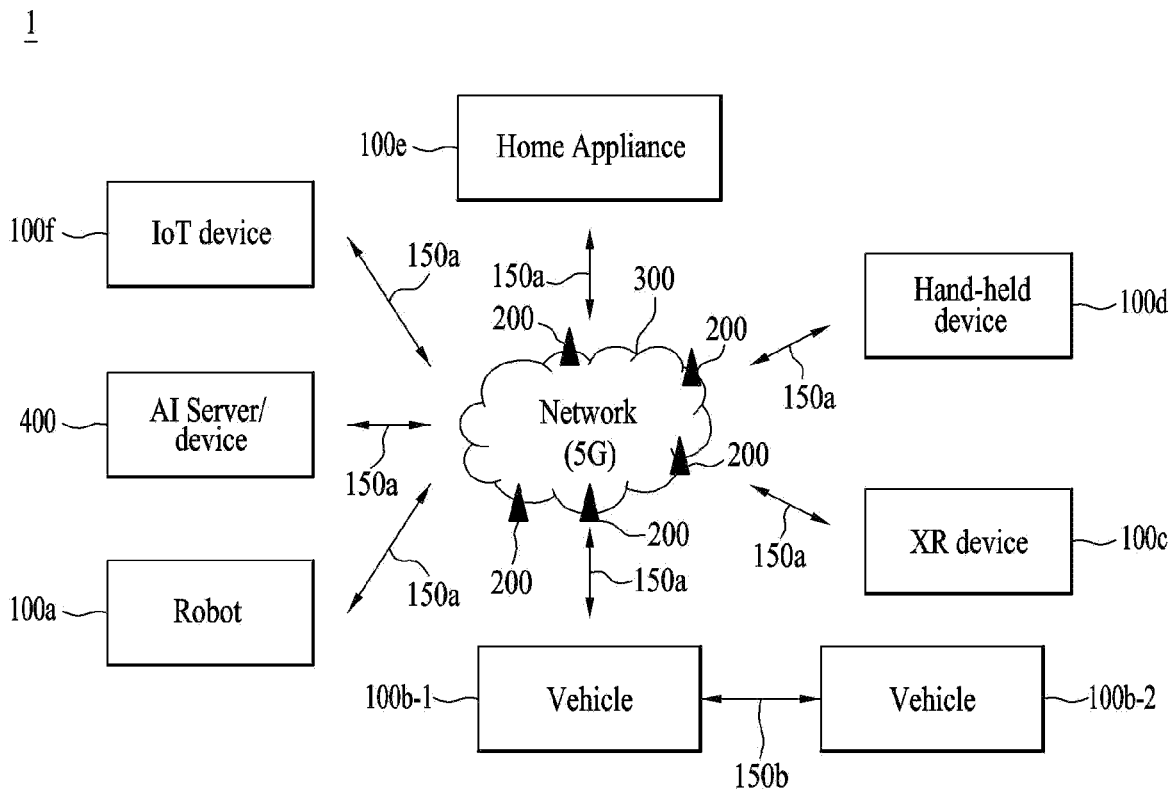 1
Home Appliance
100e
IoT device
100f
150a
150a
300
Hand-held
device
100d
200
200
150a
AI Server/
device
400
150a
Network
(5G)
200
150a
XR device
100c
200
200
150a
150a
Robot
100a
100b-1
Vehicle
Vehicle
100b-2
150b